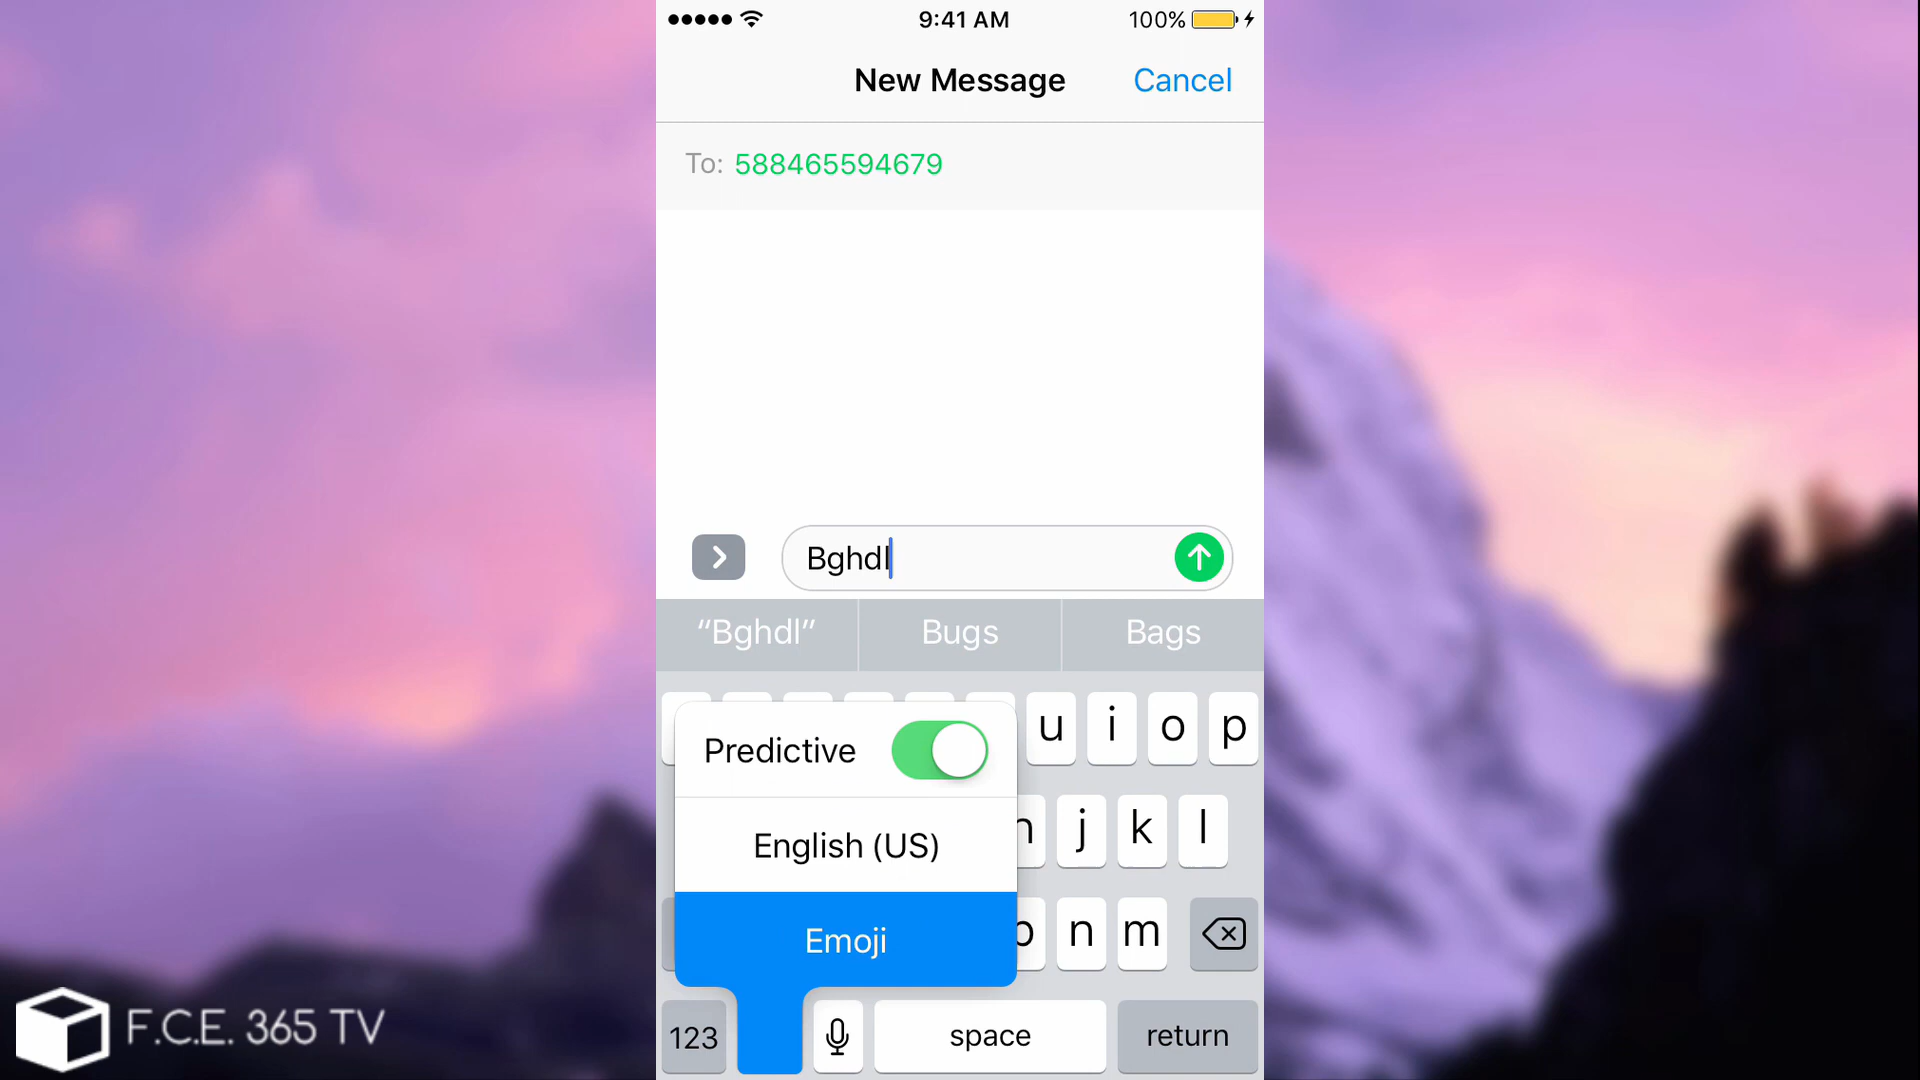 9:41 AM
100%
New Message
Cancel
To: 588465594679
Bghdl
“Bghdl”
Bugs
Bags
u i o p
Predictive
English (US)
j k l
Emoji
n m
123
space
return
F.C.E. 365 TV